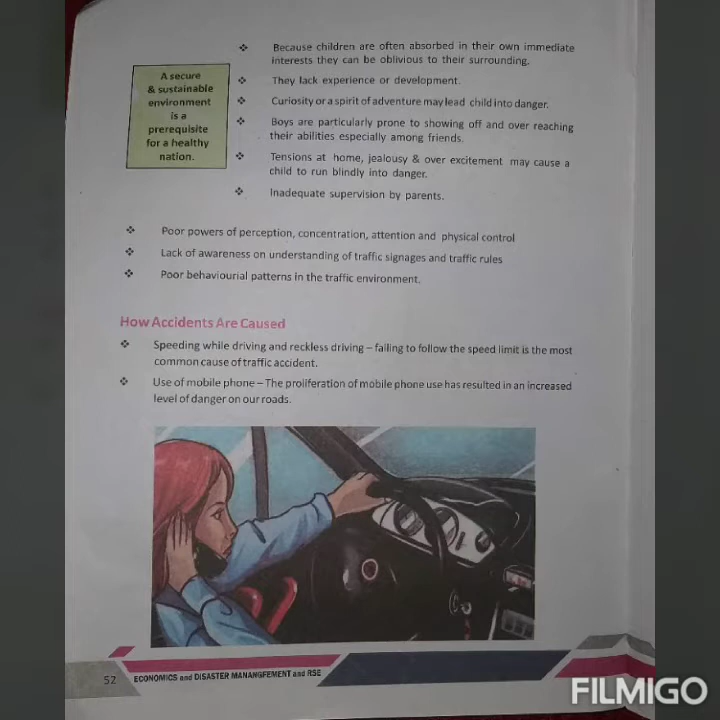 Because children are often absorbed in their own immediate
interests they can be oblivious to their surrounding.
A secure
& sustainable
environment
is a
prerequisite
for a healthy
nation.
They lack experience or development.
Curiosity or a spirit of adventure may lead child into danger.
Boys are particularly prone to showing off and over reaching
their abilities especially among friends.
Tensions at home, jealousy & over excitement may cause a
child to run blindly into danger.
Inadequate supervision by parents.
Poor powers of perception, concentration, attention and physical control
Lack of awareness on understanding of traffic signages and traffic rules
Poor behaviourial patterns in the traffic environment.
How Accidents Are Caused
Speeding while driving and reckless driving – failing to follow the speed limit is the most
common cause of traffic accident.
Use of mobile phone – The proliferation of mobile phone use has resulted in an increased
level of danger on our roads.
52
ECONOMICS and DISASTER MANANGFEMENT and RSE
FILMIGO